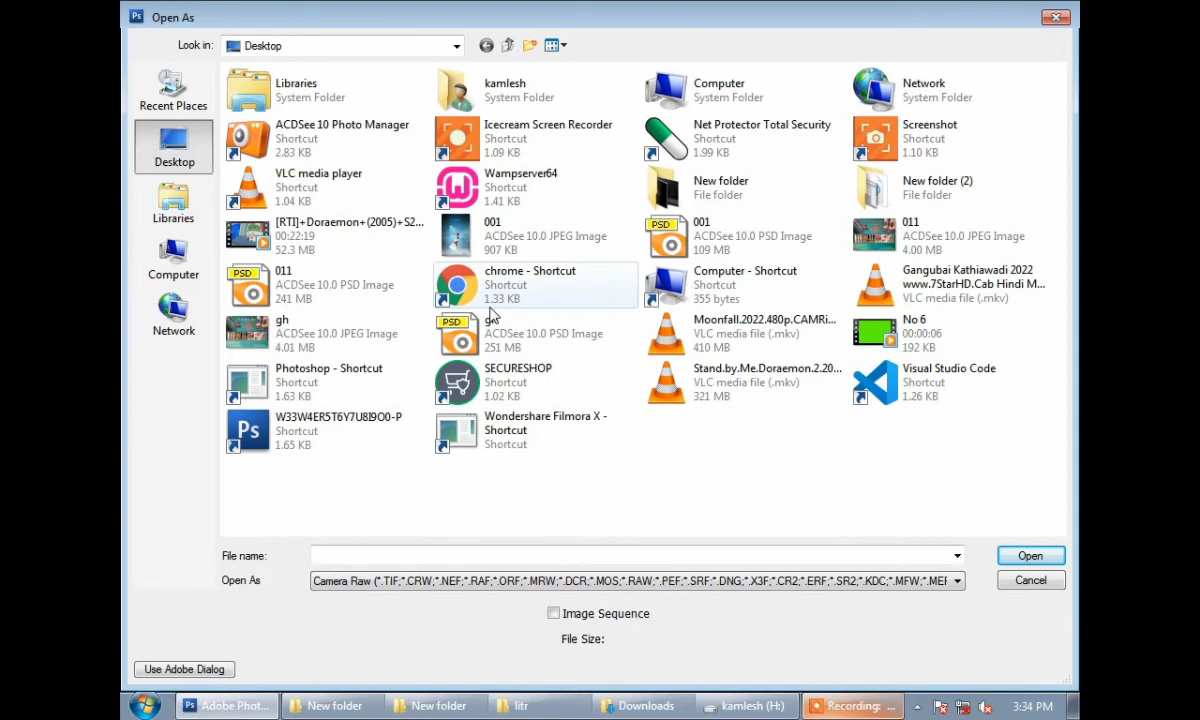 Ps Open As
Look in: Desktop
Recent Places
Desktop
Libraries
Computer
Network
Libraries
System Folder
kamlesh
System Folder
Computer
System Folder
Network
System Folder
ACDSee 10 Photo Manager
Shortcut
2.83 KB
Icecream Screen Recorder
Shortcut
1.09 KB
Net Protector Total Security
Shortcut
1.99 KB
Screenshot
Shortcut
1.10 KB
VLC media player
Shortcut
1.04 KB
Wampserver64
Shortcut
1.41 KB
New folder
File folder
New folder (2)
File folder
[RTI]+Doraemon+(2005)+S2...
00:22:19
52.3 MB
001
ACDSee 10.0 JPEG Image
907 KB
PSD
001
ACDSee 10.0 PSD Image
109 MB
011
ACDSee 10.0 JPEG Image
4.00 MB
PSD
011
ACDSee 10.0 PSD Image
241 MB
chrome - Shortcut
Shortcut
1.33 KB
Computer - Shortcut
Shortcut
355 bytes
Gangubai Kathiawadi 2022
www.7StarHD.Cab Hindi M...
VLC media file (.mkv)
gh
ACDSee 10.0 JPEG Image
4.01 MB
PSD
ACDSee 10.0 PSD Image
251 MB
Moonfall.2022.480p.CAMRi...
VLC media file (.mkv)
410 MB
No 6
00:00:06
192 KB
Photoshop - Shortcut
Shortcut
1.63 KB
SECURESHOP
Shortcut
1.02 KB
Stand.by.Me.Doraemon.2.20...
VLC media file (.mkv)
321 MB
Visual Studio Code
Shortcut
1.26 KB
Ps
W33W4ER5T6Y7U8I9O0-P
Shortcut
1.65 KB
Wondershare Filmora X -
Shortcut
Shortcut
File name:
Open
Open As
Camera Raw (*.TIF;*.CRW;*.NEF;*.RAF;*.ORF;*.MRW;*.DCR;*.MOS;*.RAW;*.PEF;*.SRF;*.DNG;*.X3F;*.CR2;*.ERF;*.SR2;*.KDC;*.MFW;*.MEF
Cancel
Image Sequence
File Size:
Use Adobe Dialog
Ps Adobe Phot...
New folder
New folder
litr
Downloads
kamlesh (H:)
Recording: ...
3:34 PM